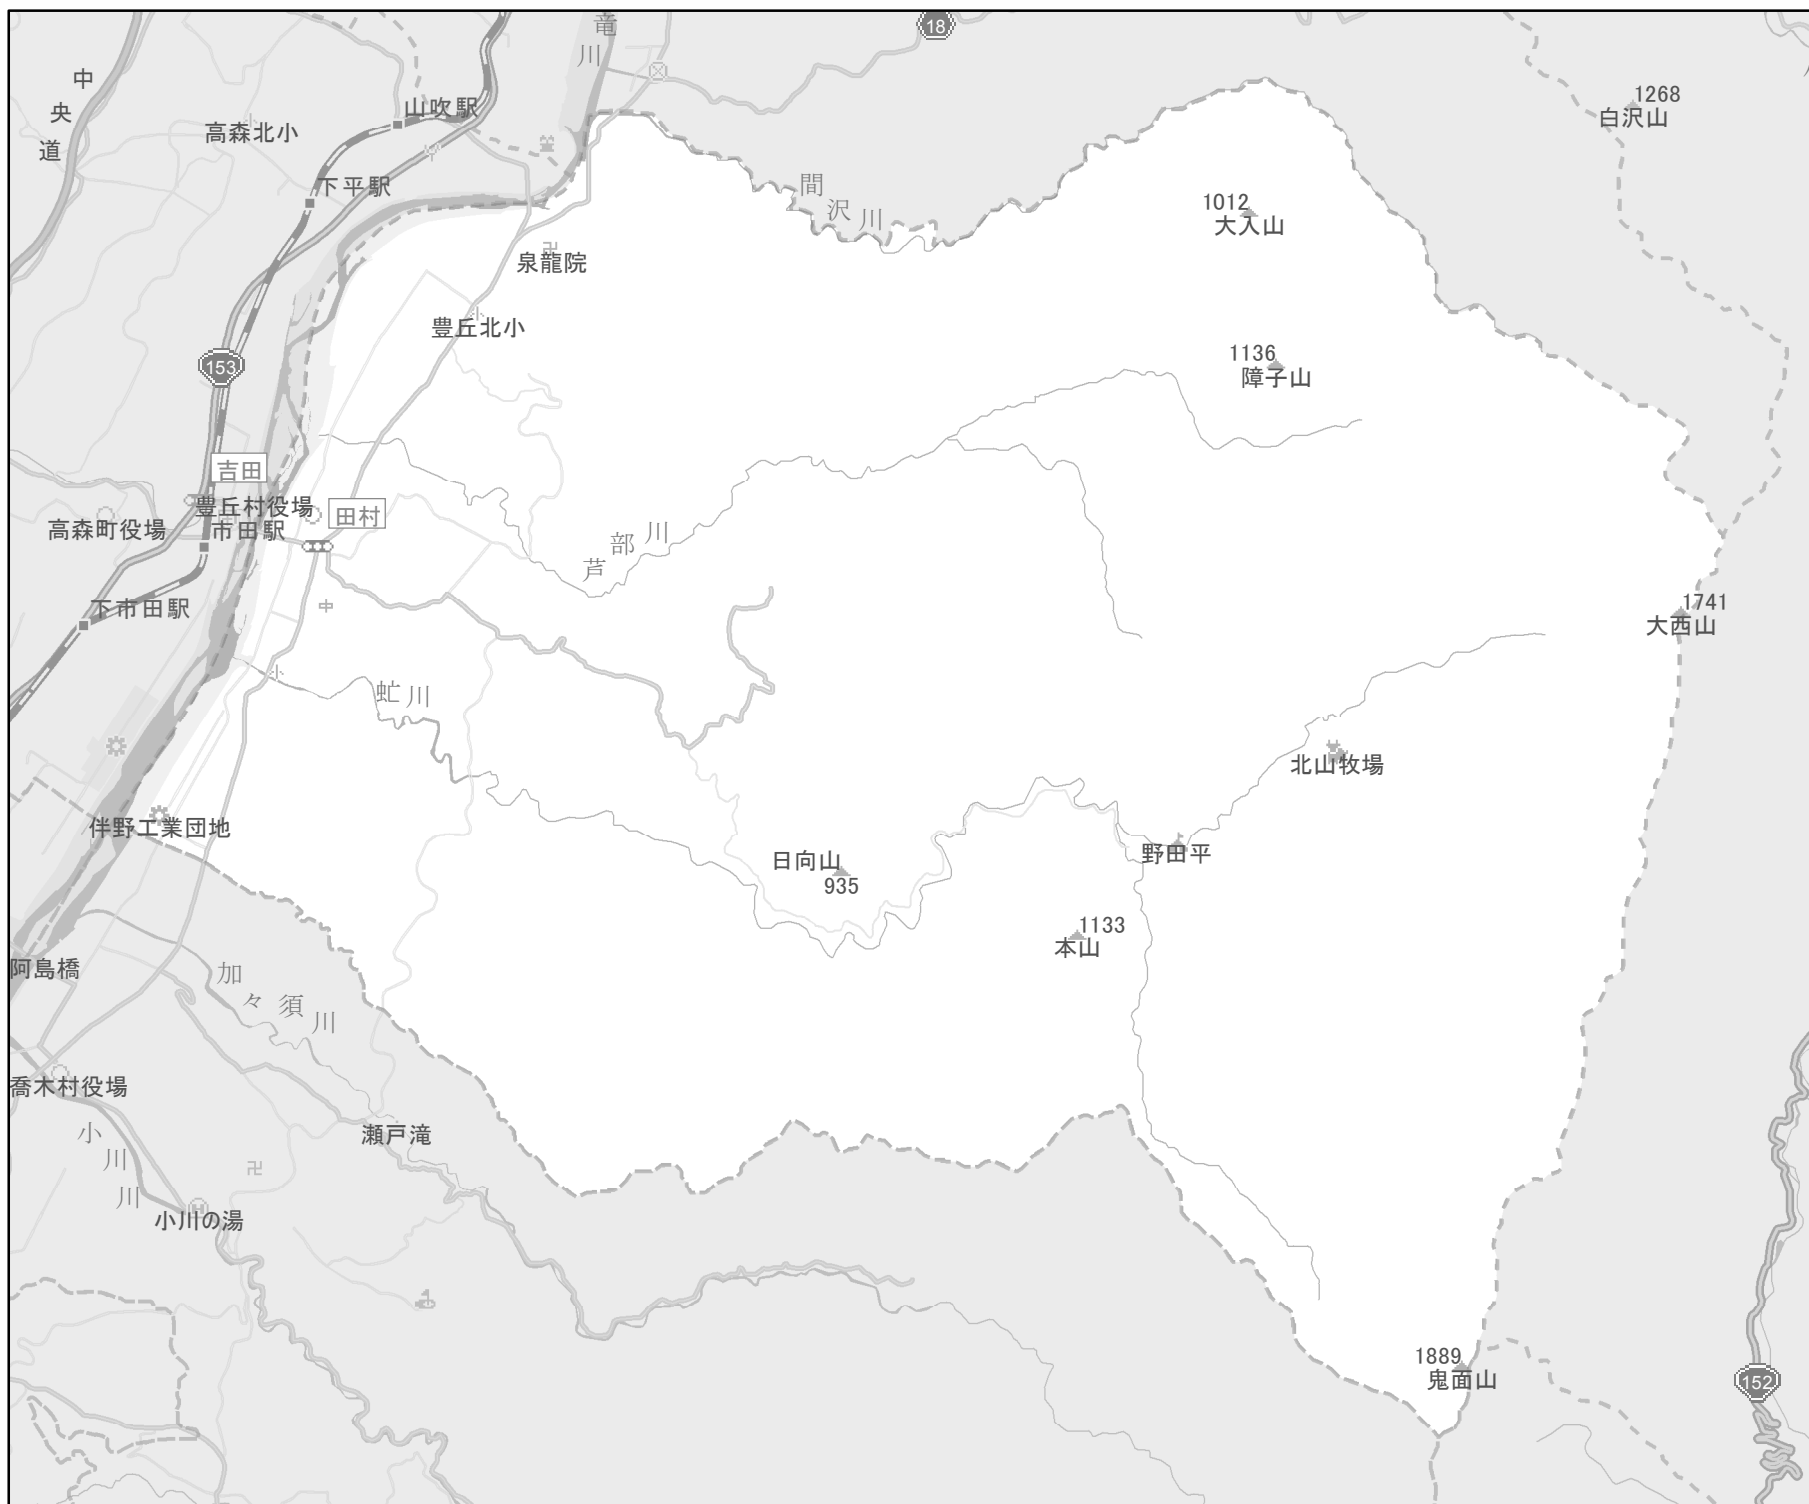 竜川
18
中央道
山吹駅
高森北小
1268
白沢山
下平駅
間沢川
1012
大入山
泉龍院
豊丘北小
153
1136
障子山
吉田
豊丘村役場
田村
高森町役場
市田駅
芦部川
下市田駅
1741
大西山
虻川
北山牧場
伴野工業団地
日向山
935
野田平
1133
本山
阿島橋
加々須川
喬木村役場
小川川
瀬戸滝
小川の湯
1889
鬼面山
152
中
小
小
小